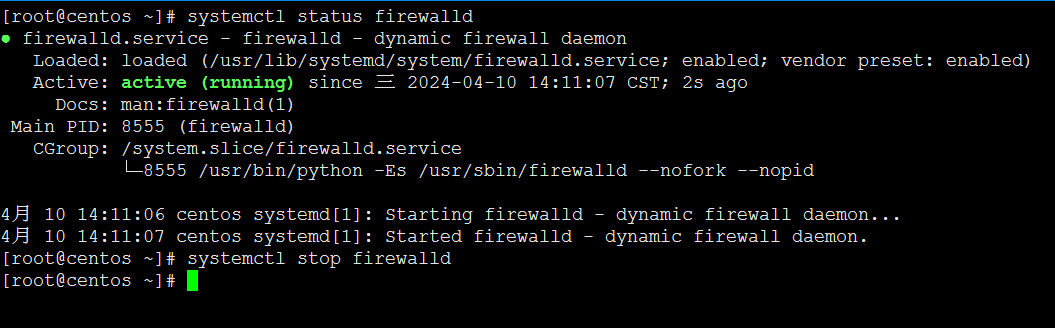 [root@centos ~]# systemctl status firewalld
● firewalld.service - firewalld - dynamic firewall daemon
   Loaded: loaded (/usr/lib/systemd/system/firewalld.service; enabled; vendor preset: enabled)
   Active: active (running) since 三 2024-04-10 14:11:07 CST; 2s ago
     Docs: man:firewalld(1)
 Main PID: 8555 (firewalld)
   CGroup: /system.slice/firewalld.service
           └─8555 /usr/bin/python -Es /usr/sbin/firewalld --nofork --nopid

4月 10 14:11:06 centos systemd[1]: Starting firewalld - dynamic firewall daemon...
4月 10 14:11:07 centos systemd[1]: Started firewalld - dynamic firewall daemon.
[root@centos ~]# systemctl stop firewalld
[root@centos ~]#